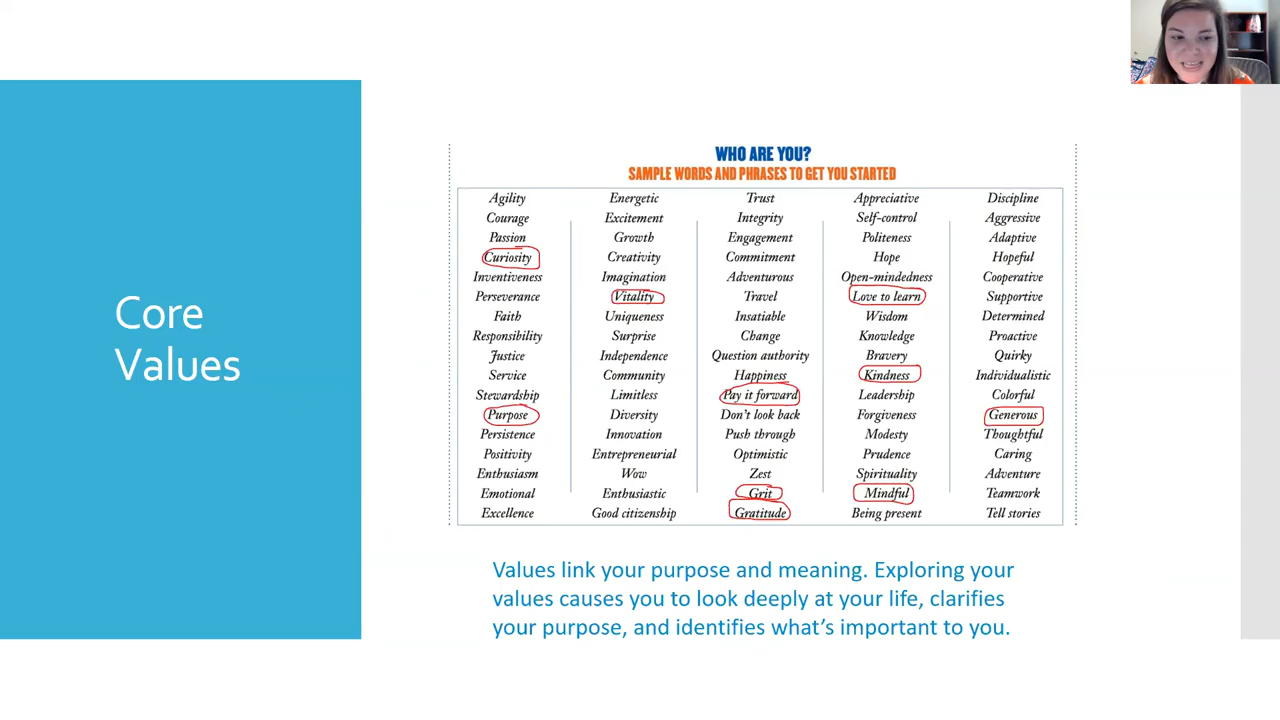 Core
Values
WHO ARE YOU?
SAMPLE WORDS AND PHRASES TO GET YOU STARTED
Agility Energetic Trust Appreciative Discipline
Courage Excitement Integrity Self-control Aggressive
Passion Growth Engagement Politeness Adaptive
Curiosity Creativity Commitment Hope Hopeful
Inventiveness Imagination Adventurous Open-mindedness Cooperative
Perseverance Vitality Travel Love to learn Supportive
Faith Uniqueness Insatiable Wisdom Determined
Responsibility Surprise Change Knowledge Proactive
Justice Independence Question authority Bravery Quirky
Service Community Happiness Kindness Individualistic
Stewardship Limitless Pay it forward Leadership Colorful
Purpose Diversity Don't look back Forgiveness Generous
Persistence Innovation Push through Modesty Thoughtful
Positivity Entrepreneurial Optimistic Prudence Caring
Enthusiasm Wow Zest Spirituality Adventure
Emotional Enthusiastic Grit Mindful Teamwork
Excellence Good citizenship Gratitude Being present Tell stories
Values link your purpose and meaning. Exploring your
values causes you to look deeply at your life, clarifies
your purpose, and identifies what's important to you.